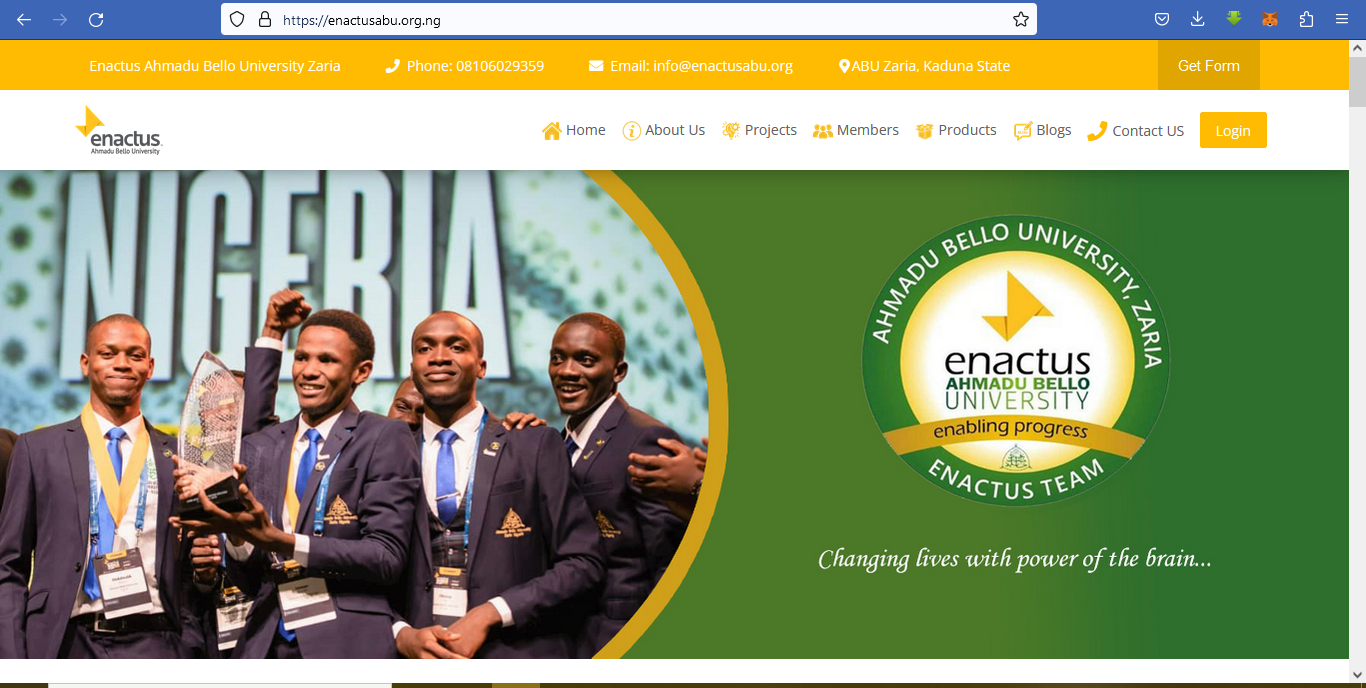 https://enactusabu.org.ng
Enactus Ahmadu Bello University Zaria
Phone: 08106029359
Email: info@enactusabu.org
ABU Zaria, Kaduna State
Get Form
enactus
Ahmadu Bello University
Home
About Us
Projects
Members
Products
Blogs
Contact US
Login
NIGERIA
AHMADU BELLO UNIVERSITY, ZARIA
enactus
AHMADU BELLO
UNIVERSITY
enabling progress
ENACTUS TEAM
Changing lives with power of the brain...